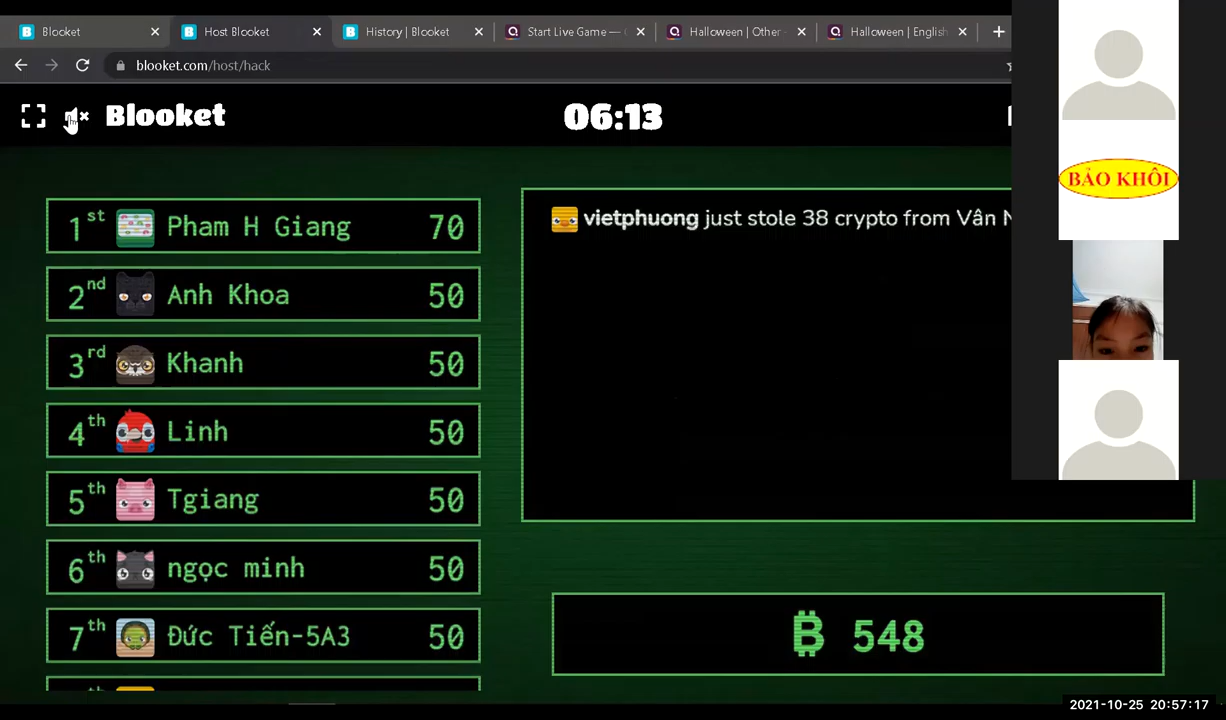 Blooket
Host Blooket
History | Blooket
Start Live Game —
Halloween | Other
Halloween | English
blooket.com/host/hack
Blooket
06:13
1st Pham H Giang 70
2nd Anh Khoa 50
3rd Khanh 50
4th Linh 50
5th Tgiang 50
6th ngọc minh 50
7th Đức Tiến-5A3 50
th
vietphuong just stole 38 crypto from Vân
BẢO KHÔI
฿ 548
2021-10-25 20:57:17